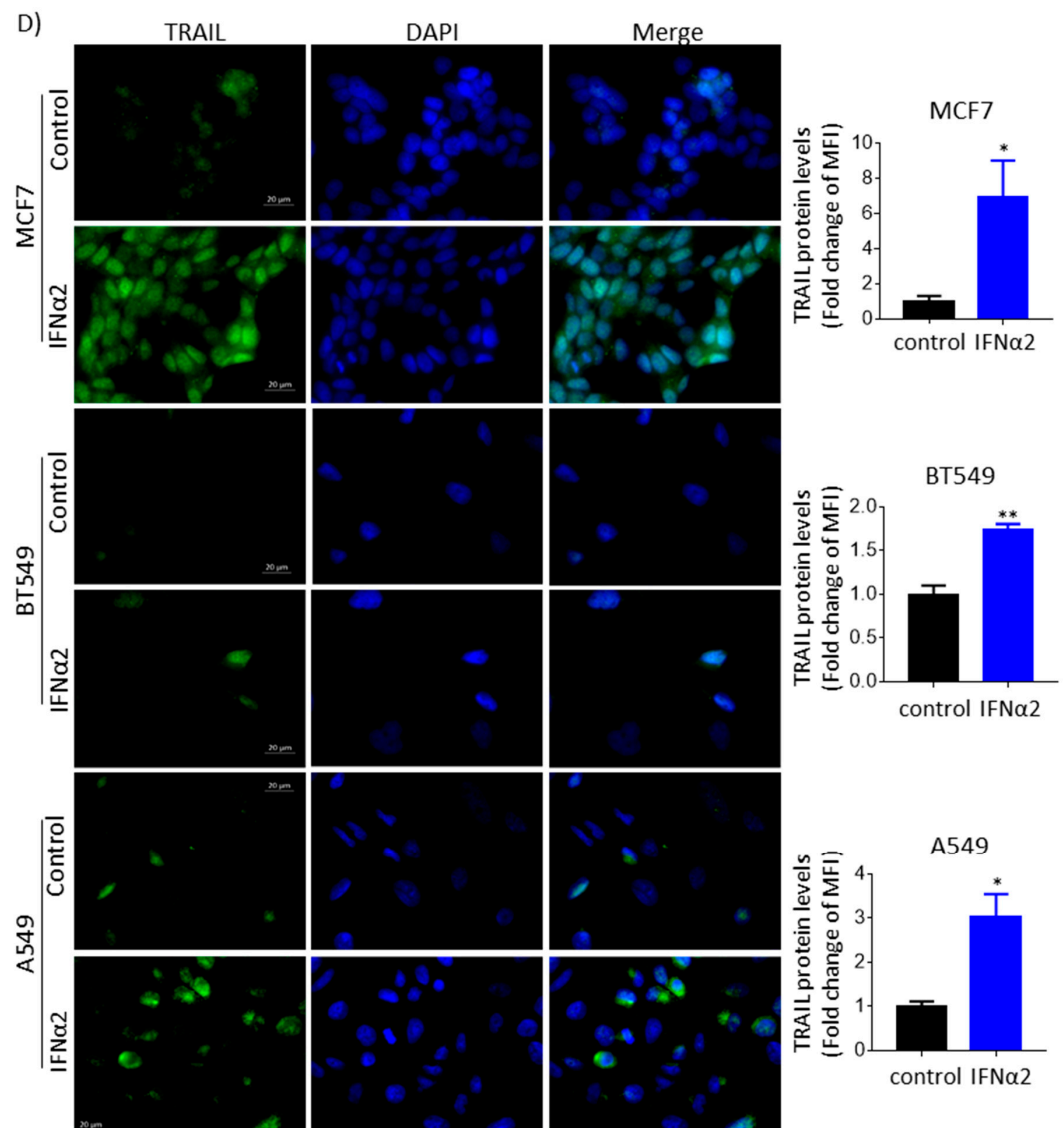 D)
TRAIL
DAPI
Merge
MCF7
Control
20 µm
IFNα2
20 µm
MCF7
TRAIL protein levels
(Fold change of MFI)
10
8
6
4
2
0
*
control IFNα2
BT549
Control
20 µm
IFNα2
20 µm
BT549
TRAIL protein levels
(Fold change of MFI)
2.0
1.5
1.0
0.5
0.0
**
control IFNα2
A549
Control
20 µm
IFNα2
20 µm
A549
TRAIL protein levels
(Fold change of MFI)
4
3
2
1
0
*
control IFNα2